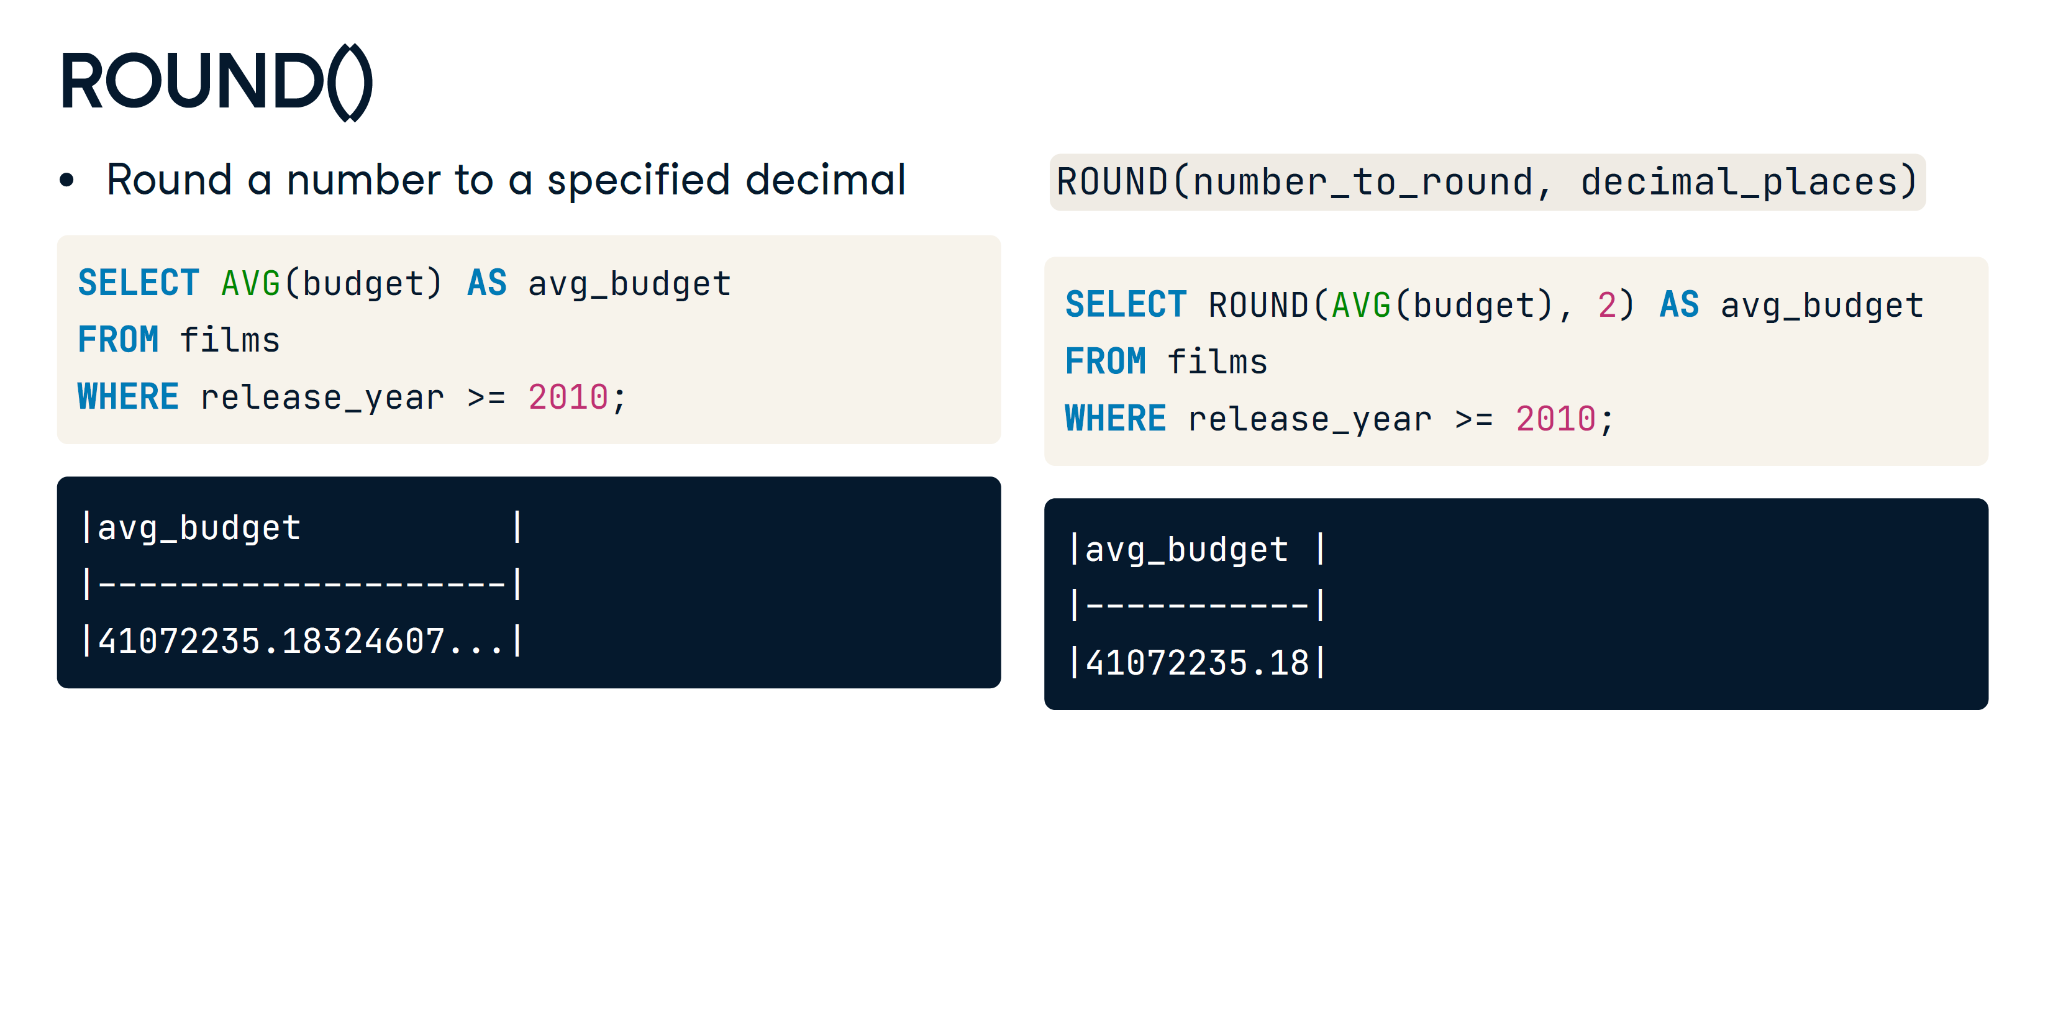 ROUND()
• Round a number to a specified decimal
SELECT AVG(budget) AS avg_budget
FROM films
WHERE release_year >= 2010;
|avg_budget          |
|--------------------|
|41072235.18324607...|
ROUND(number_to_round, decimal_places)
SELECT ROUND(AVG(budget), 2) AS avg_budget
FROM films
WHERE release_year >= 2010;
|avg_budget |
|-----------|
|41072235.18|